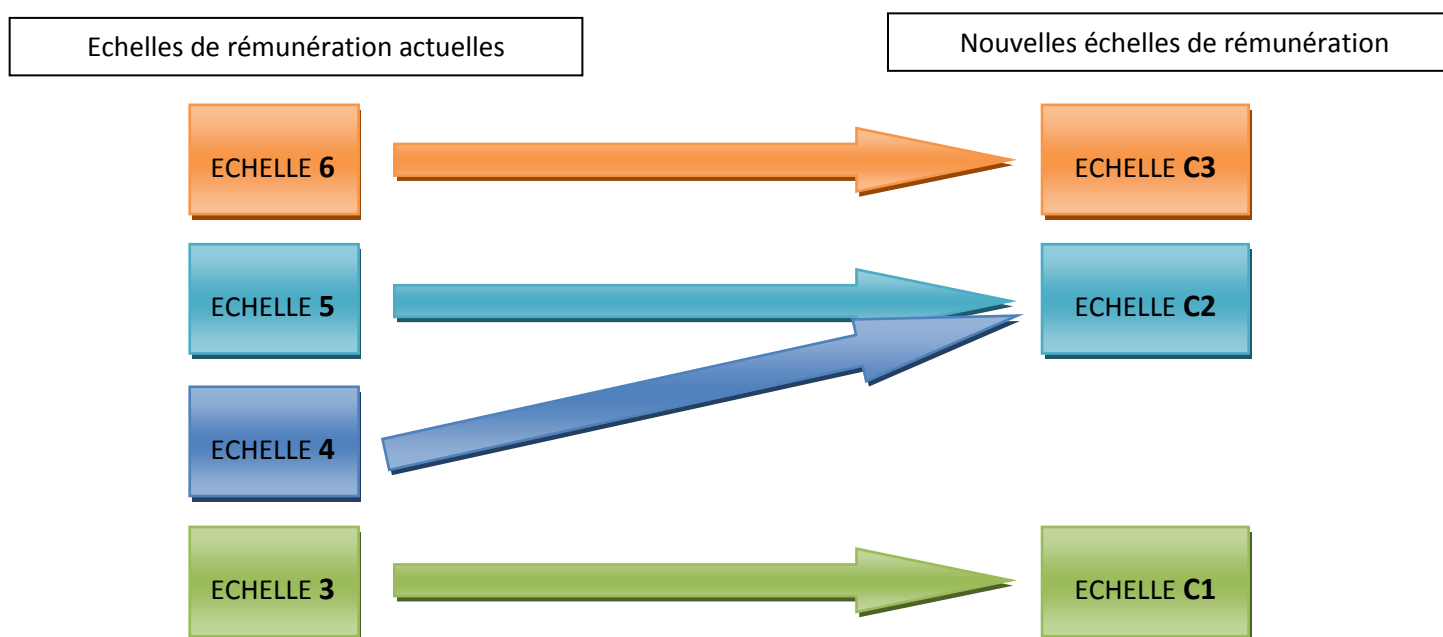 Echelles de rémunération actuelles
Nouvelles échelles de rémunération
ECHELLE 6
ECHELLE C3
ECHELLE 5
ECHELLE C2
ECHELLE 4
ECHELLE 3
ECHELLE C1